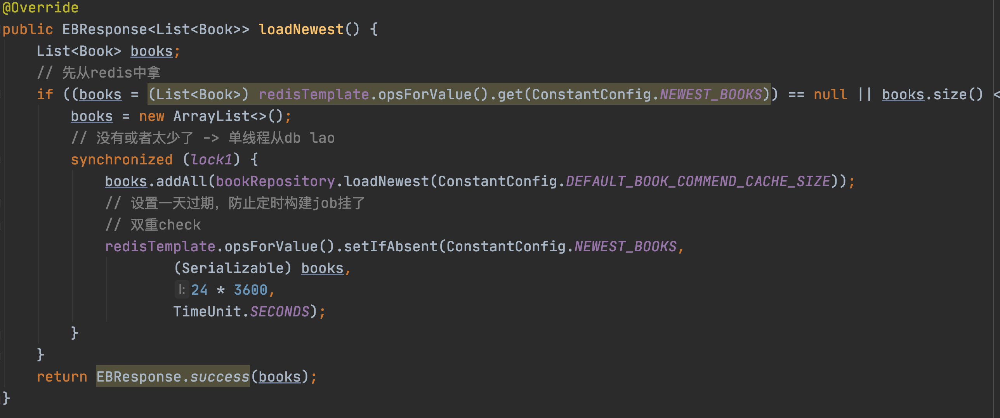 @Override
public EBResponse<List<Book>> loadNewest() {
List<Book> books;
// 先从redis中拿
if ((books = (List<Book>) redisTemplate.opsForValue().get(ConstantConfig.NEWEST_BOOKS)) == null || books.size() <
books = new ArrayList<>();
// 没有或者太少了 -> 单线程从db lao
synchronized (lock1) {
books.addAll(bookRepository.loadNewest(ConstantConfig.DEFAULT_BOOK_COMMEND_CACHE_SIZE));
// 设置一天过期，防止定时构建job挂了
// 双重check
redisTemplate.opsForValue().setIfAbsent(ConstantConfig.NEWEST_BOOKS,
(Serializable) books,
l: 24 * 3600,
TimeUnit.SECONDS);
}
}
return EBResponse.success(books);
}